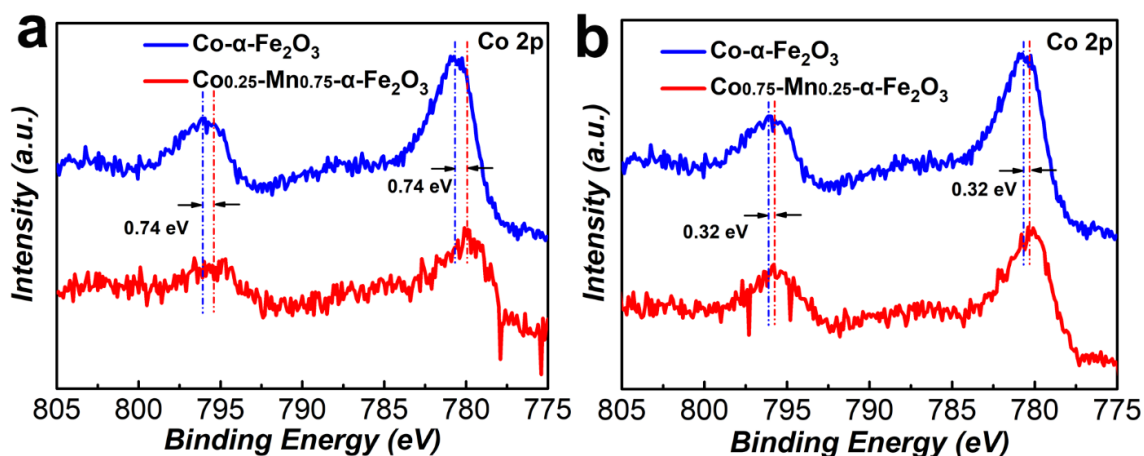 a
Co-α-Fe₂O₃
Co0.25-Mn0.75-α-Fe₂O₃
Co 2p
0.74 eV
0.74 eV
Intensity (a.u.)
805 800 795 790 785 780 775
Binding Energy (eV)
b
Co-α-Fe₂O₃
Co0.75-Mn0.25-α-Fe₂O₃
Co 2p
0.32 eV
0.32 eV
Intensity (a.u.)
805 800 795 790 785 780 775
Binding Energy (eV)